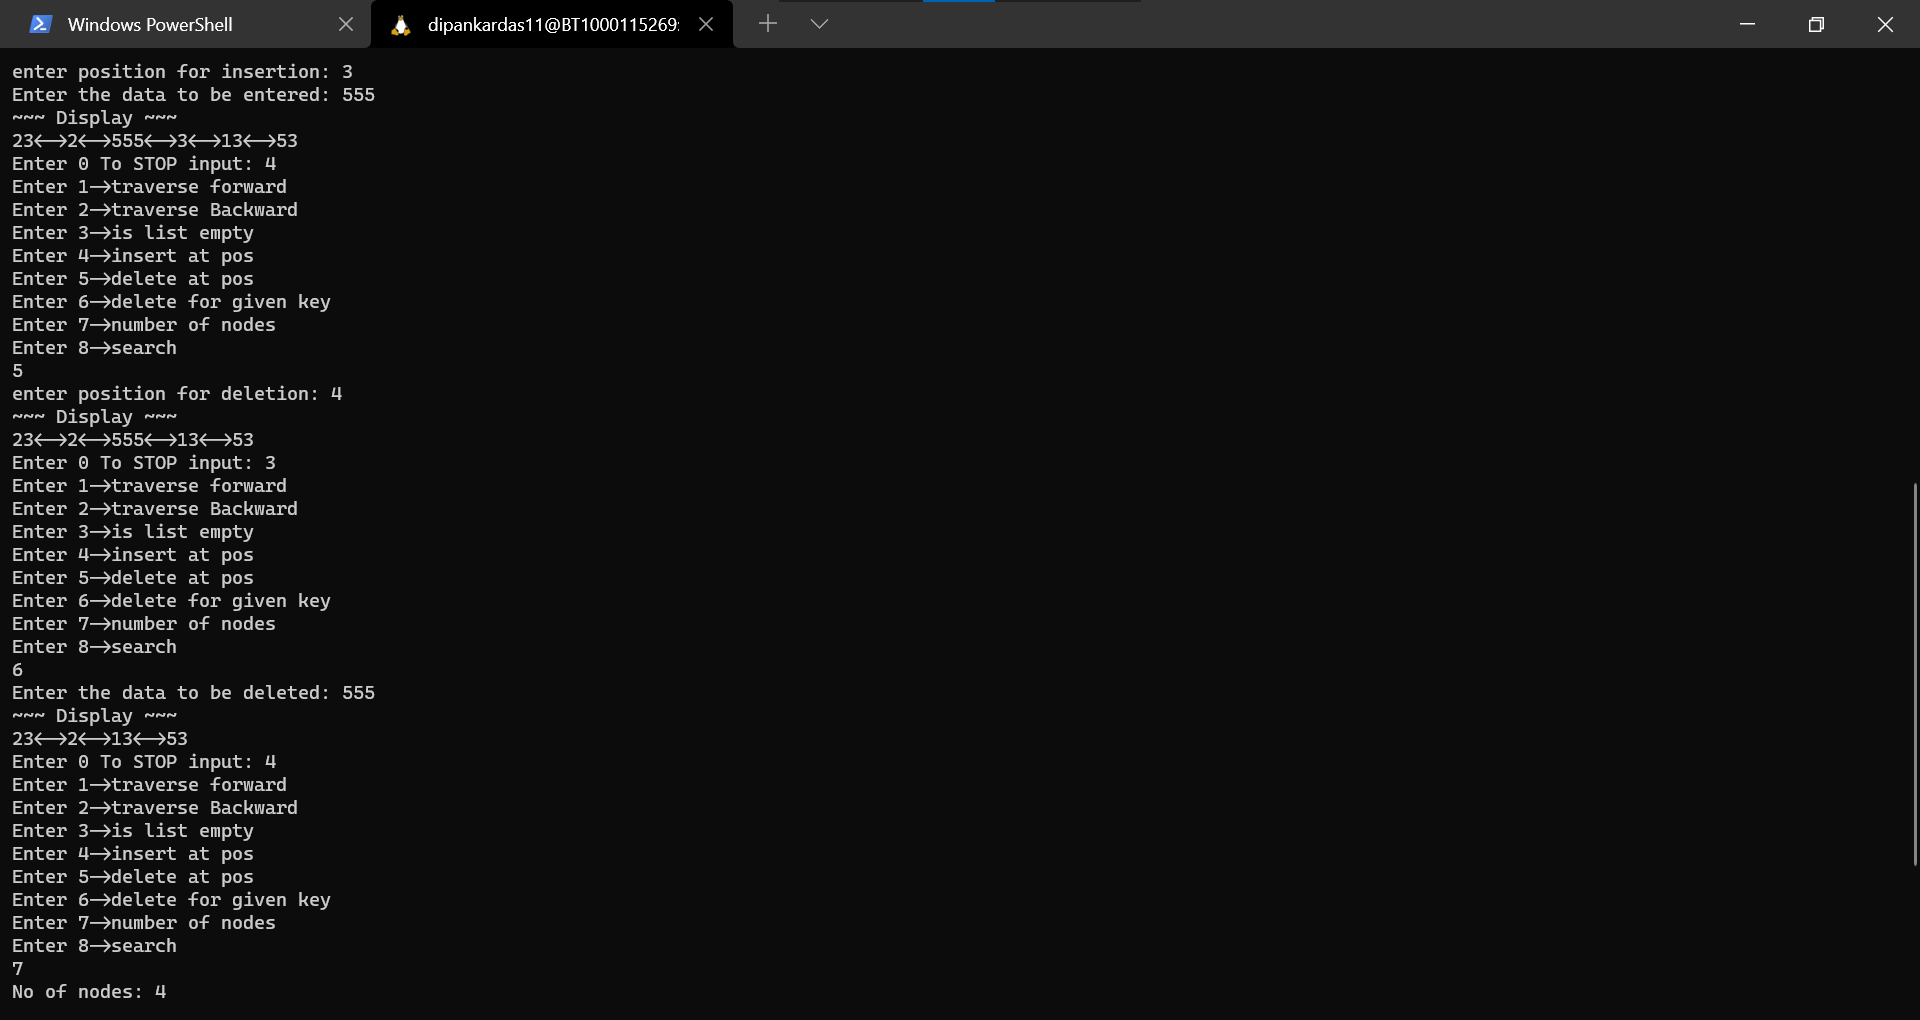 Windows PowerShell
dipankardas11@BT1000115269:
enter position for insertion: 3
Enter the data to be entered: 555
~~~ Display ~~~
23<-->2<-->555<-->3<-->13<-->53
Enter 0 To STOP input: 4
Enter 1-->traverse forward
Enter 2-->traverse Backward
Enter 3-->is list empty
Enter 4-->insert at pos
Enter 5-->delete at pos
Enter 6-->delete for given key
Enter 7-->number of nodes
Enter 8-->search
5
enter position for deletion: 4
~~~ Display ~~~
23<-->2<-->555<-->13<-->53
Enter 0 To STOP input: 3
Enter 1-->traverse forward
Enter 2-->traverse Backward
Enter 3-->is list empty
Enter 4-->insert at pos
Enter 5-->delete at pos
Enter 6-->delete for given key
Enter 7-->number of nodes
Enter 8-->search
6
Enter the data to be deleted: 555
~~~ Display ~~~
23<-->2<-->13<-->53
Enter 0 To STOP input: 4
Enter 1-->traverse forward
Enter 2-->traverse Backward
Enter 3-->is list empty
Enter 4-->insert at pos
Enter 5-->delete at pos
Enter 6-->delete for given key
Enter 7-->number of nodes
Enter 8-->search
7
No of nodes: 4